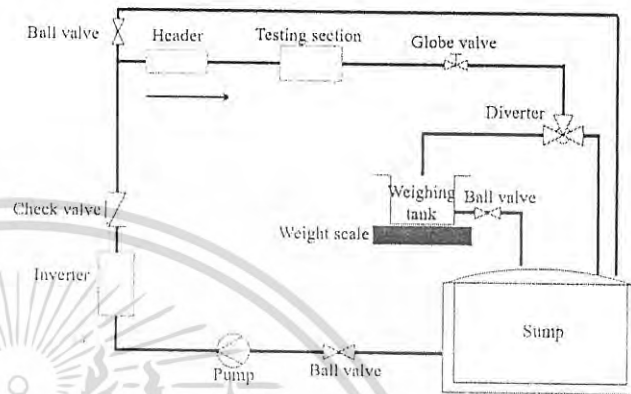 Ball valve
Header
Testing section
Globe valve
Diverter
Weighing
tank
Ball valve
Check valve
Weight scale
Inverter
Sump
Pump
Ball valve